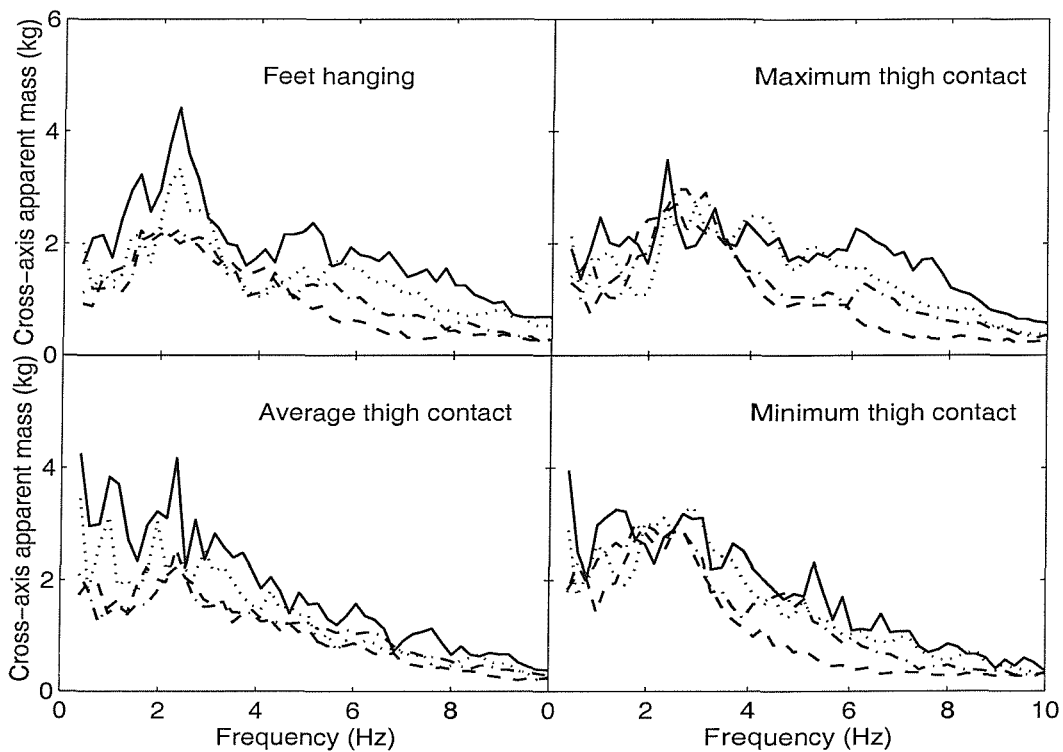 6
4
2
0
Cross-axis apparent mass (kg)
Feet hanging
Maximum thigh contact
4
2
0
Cross-axis apparent mass (kg)
Average thigh contact
Minimum thigh contact
0 2 4 6 8 0 2 4 6 8 10
Frequency (Hz) Frequency (Hz)